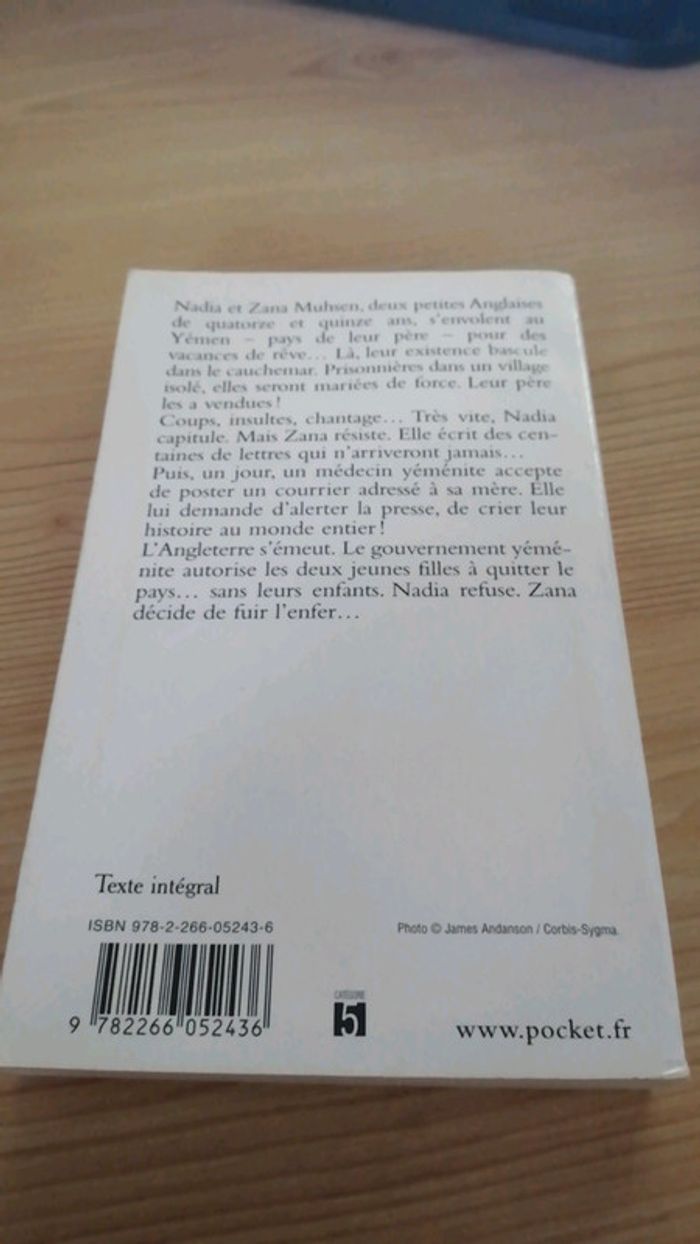 Nadia et Zana Muhsen, deux petites Anglaises
de quatorze et quinze ans, s'envolent au
Yémen – pays de leur père – pour des
vacances de rêve... Là, leur existence bascule
dans le cauchemar. Prisonnières dans un village
isolé, elles seront mariées de force. Leur père
les a vendues !
Coups, insultes, chantage... Très vite, Nadia
capitule. Mais Zana résiste. Elle écrit des cen-
taines de lettres qui n'arriveront jamais...
Puis, un jour, un médecin yéménite accepte
de poster un courrier adressé à sa mère. Elle
lui demande d'alerter la presse, de crier leur
histoire au monde entier !
L'Angleterre s'émeut. Le gouvernement yémé-
nite autorise les deux jeunes filles à quitter le
pays... sans leurs enfants. Nadia refuse. Zana
décide de fuir l'enfer...
Texte intégral
ISBN 978-2-266-05243-6
Photo © James Andanson / Corbis-Sygma.
9 782266 052436
CATÉGORIE
5
www.pocket.fr